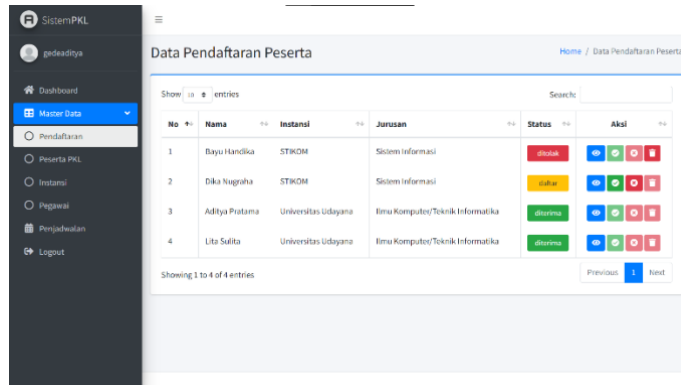 SistemPKL
gedeaditya
Dashboard
Master Data
Pendaftaran
Peserta PKL
Instansi
Pegawai
Penjadwalan
Logout
Data Pendaftaran Peserta
Home / Data Pendaftaran Peserta
Show 10 entries
Search:
No Nama Instansi Jurusan Status Aksi
1 Bayu Handika STIKOM Sistem Informasi ditolak
2 Dika Nugraha STIKOM Sistem Informasi daftar
3 Aditya Pratama Universitas Udayana Ilmu Komputer/Teknik Informatika diterima
4 Lita Sulita Universitas Udayana Ilmu Komputer/Teknik Informatika diterima
Showing 1 to 4 of 4 entries
Previous 1 Next